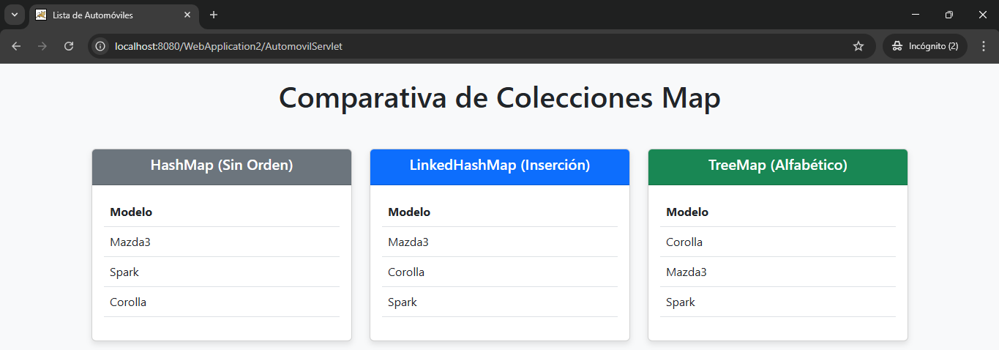 Lista de Automóviles
localhost:8080/WebApplication2/AutomovilServlet
Incógnito (2)
Comparativa de Colecciones Map
HashMap (Sin Orden)
Modelo
Mazda3
Spark
Corolla
LinkedHashMap (Inserción)
Modelo
Mazda3
Corolla
Spark
TreeMap (Alfabético)
Modelo
Corolla
Mazda3
Spark